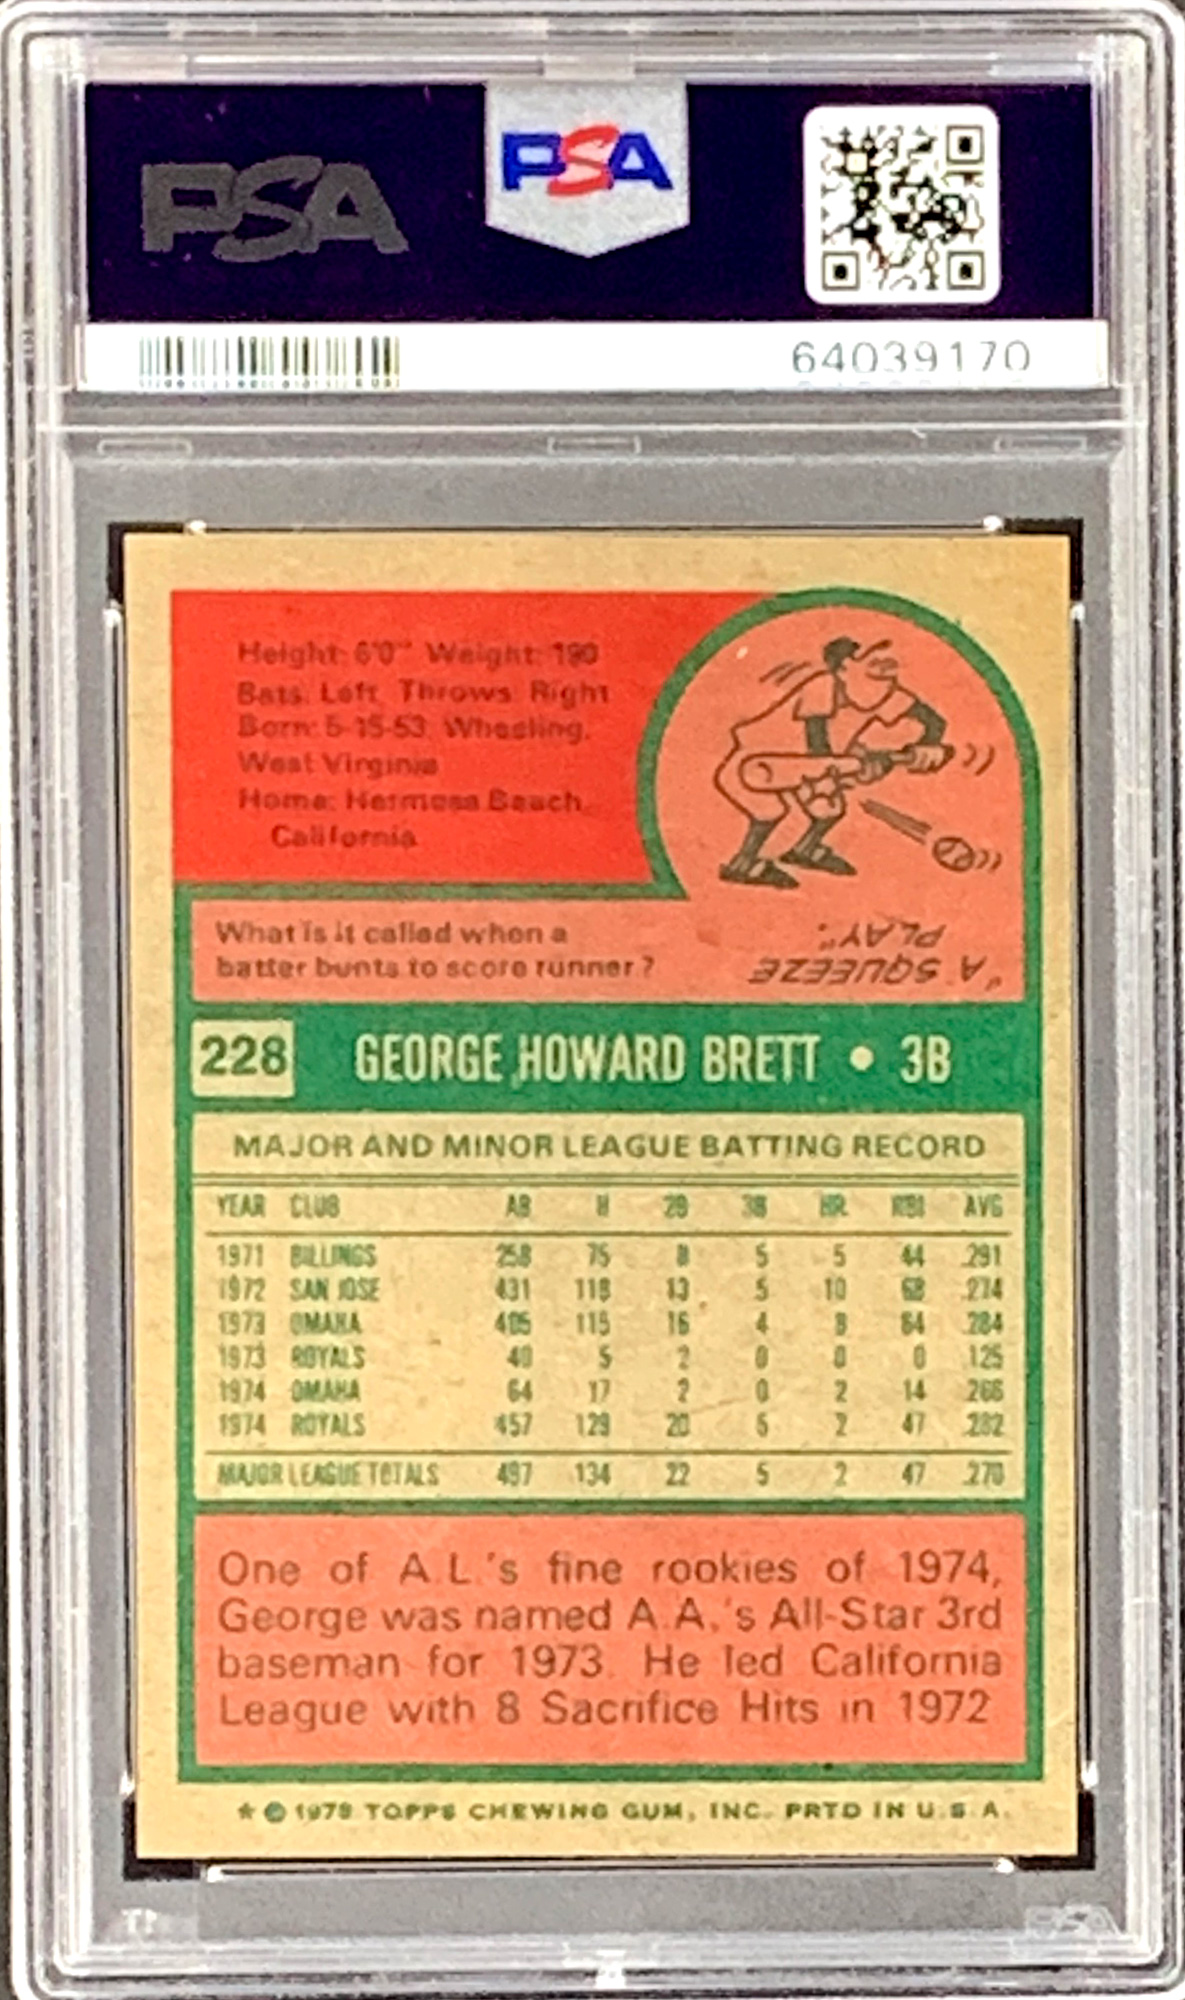 PSA
PSA
64039170
Height: 6'0" Weight: 190
Bats: Left Throws: Right
Born: 5-15-53 Wheeling,
West Virginia
Home: Hermosa Beach,
California
What is it called when a
batter bunts to score runner?
"A SQUEEZE
PLAY".
228 GEORGE HOWARD BRETT • 3B
MAJOR AND MINOR LEAGUE BATTING RECORD
YEAR CLUB AB H 2B 3B HR RBI AVG
1971 BILLINGS 258 75 8 5 5 44 .291
1972 SAN JOSE 431 118 13 5 10 68 .274
1973 OMAHA 405 115 16 4 8 64 .284
1973 ROYALS 40 5 2 0 0 0 .125
1974 OMAHA 64 17 2 0 2 14 .266
1974 ROYALS 457 129 20 5 2 47 .282
MAJOR LEAGUE TOTALS 497 134 22 5 2 47 .270
One of A.L.'s fine rookies of 1974,
George was named A.A.'s All-Star 3rd
baseman for 1973. He led California
League with 8 Sacrifice Hits in 1972
* © TOPPS CHEWING GUM, INC. PRTD IN U.S.A.
PSA